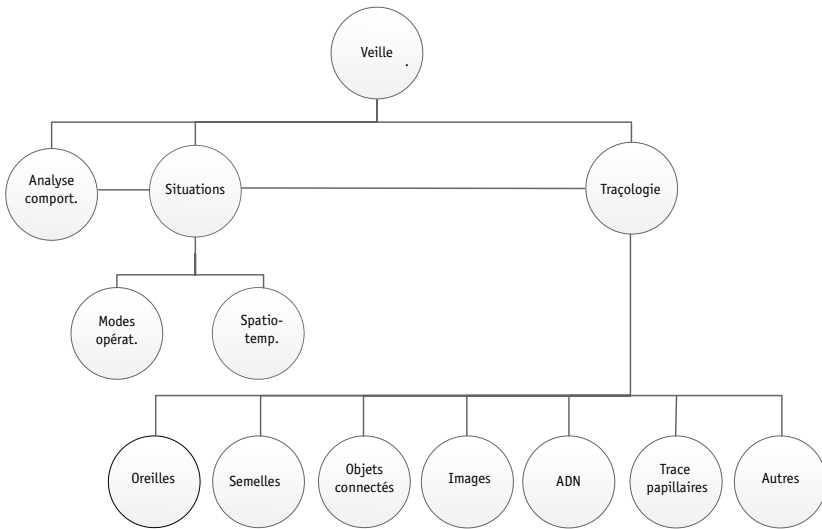 Veille
.
Analyse
comport.
Situations
Traçologie
Modes
opérat.
Spatio-
temp.
Oreilles
Semelles
Objets
connectés
Images
ADN
Trace
papillaires
Autres